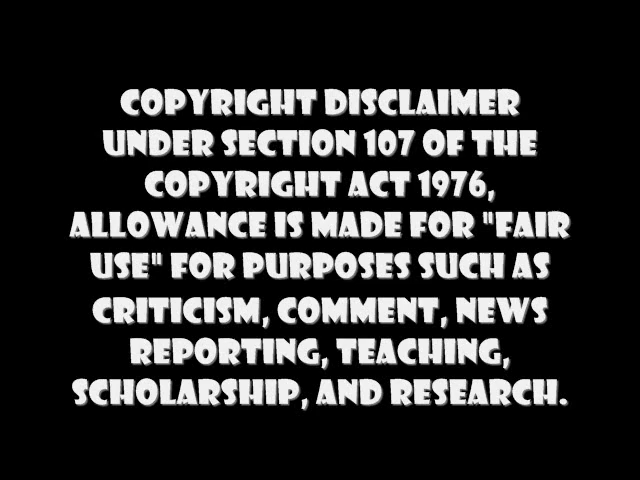 COPYRIGHT DISCLAIMER
UNDER SECTION 107 OF THE
COPYRIGHT ACT 1976,
ALLOWANCE IS MADE FOR "FAIR
USE" FOR PURPOSES SUCH AS
CRITICISM, COMMENT, NEWS
REPORTING, TEACHING,
SCHOLARSHIP, AND RESEARCH.